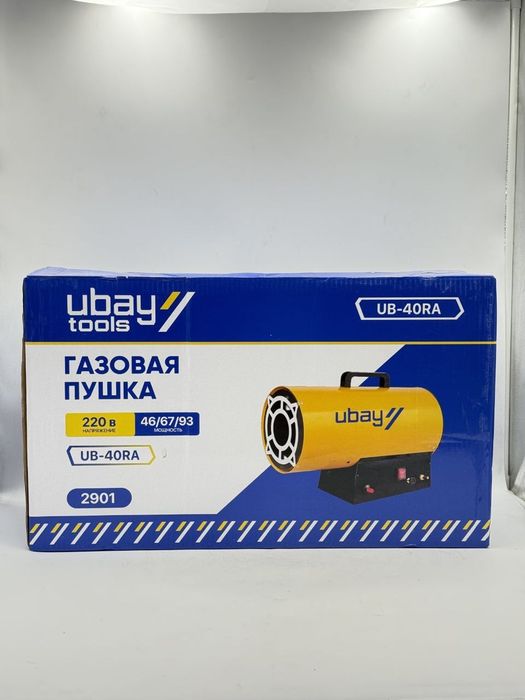 ubay
tools
UB-40RA
ГАЗОВАЯ
ПУШКА
220 в
НАПРЯЖЕНИЕ
46/67/93
МОЩНОСТЬ
UB-40RA
2901
ubay